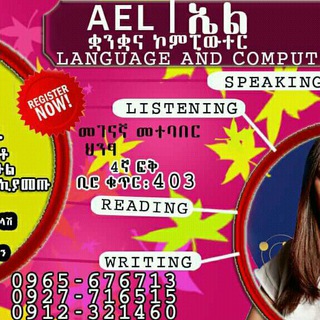 AEL | ኤል
ቋንቋና ኮምፒውተር
LANGUAGE AND COMPUT
SPEAKING
REGISTER
NOW!
LISTENING
መገናኛ መተባበር
ህንፃ
4ኛ ፎቅ
ቢሮ ቁጥር:403
READING
WRITING
0965-676713
0927-716515
0912-321460